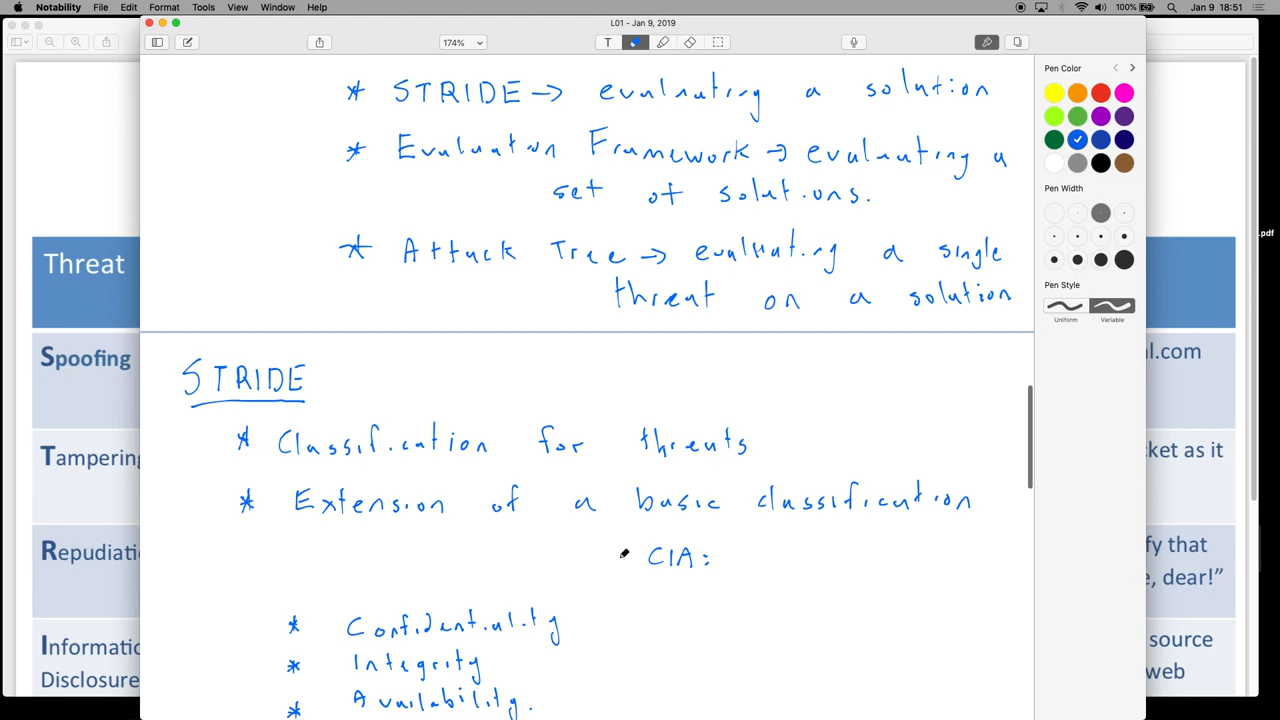 Notability File Edit Format Tools View Window Help 100% Jan 9 18:51
L01 - Jan 9, 2019
174%
T
* STRIDE → evaluating a solution
* Evaluation Framework → evaluating a
set of solutions.
* Attack Tree → evaluating a single
threat on a solution
STRIDE
* Classification for threats
* Extension of a basic classification
CIA:
* Confidentiality
* Integrity
* Availability.
Pen Color
Pen Width
Pen Style
Uniform Variable
Threat
Spoofing
Tampering
Repudiati
Informatio
Disclosure
.pdf
l.com
ket as it
fy that
e, dear!”
source
web